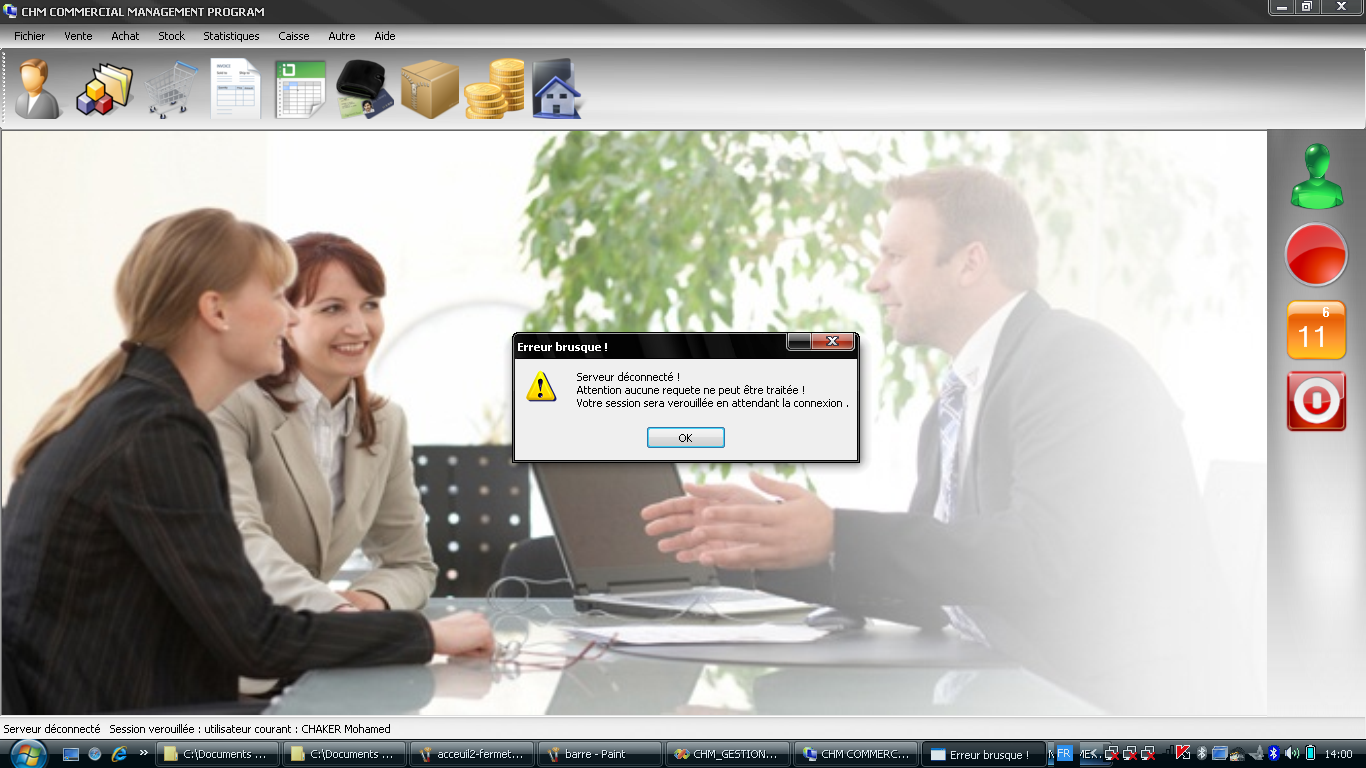 CHM COMMERCIAL MANAGEMENT PROGRAM
Fichier Vente Achat Stock Statistiques Caisse Autre Aide
INVOICE
6
11
Erreur brusque !
Serveur déconnecté !
Attention aucune requete ne peut être traitée !
Votre session sera verouillée en attendant la connexion .
OK
Serveur déconnecté Session verouillée : utilisateur courant : CHAKER Mohamed
C:\Documents ... C:\Documents ... acceuil2-fermet... barre - Paint CHM_GESTION... CHM COMMERC... Erreur brusque ! FR 14:00